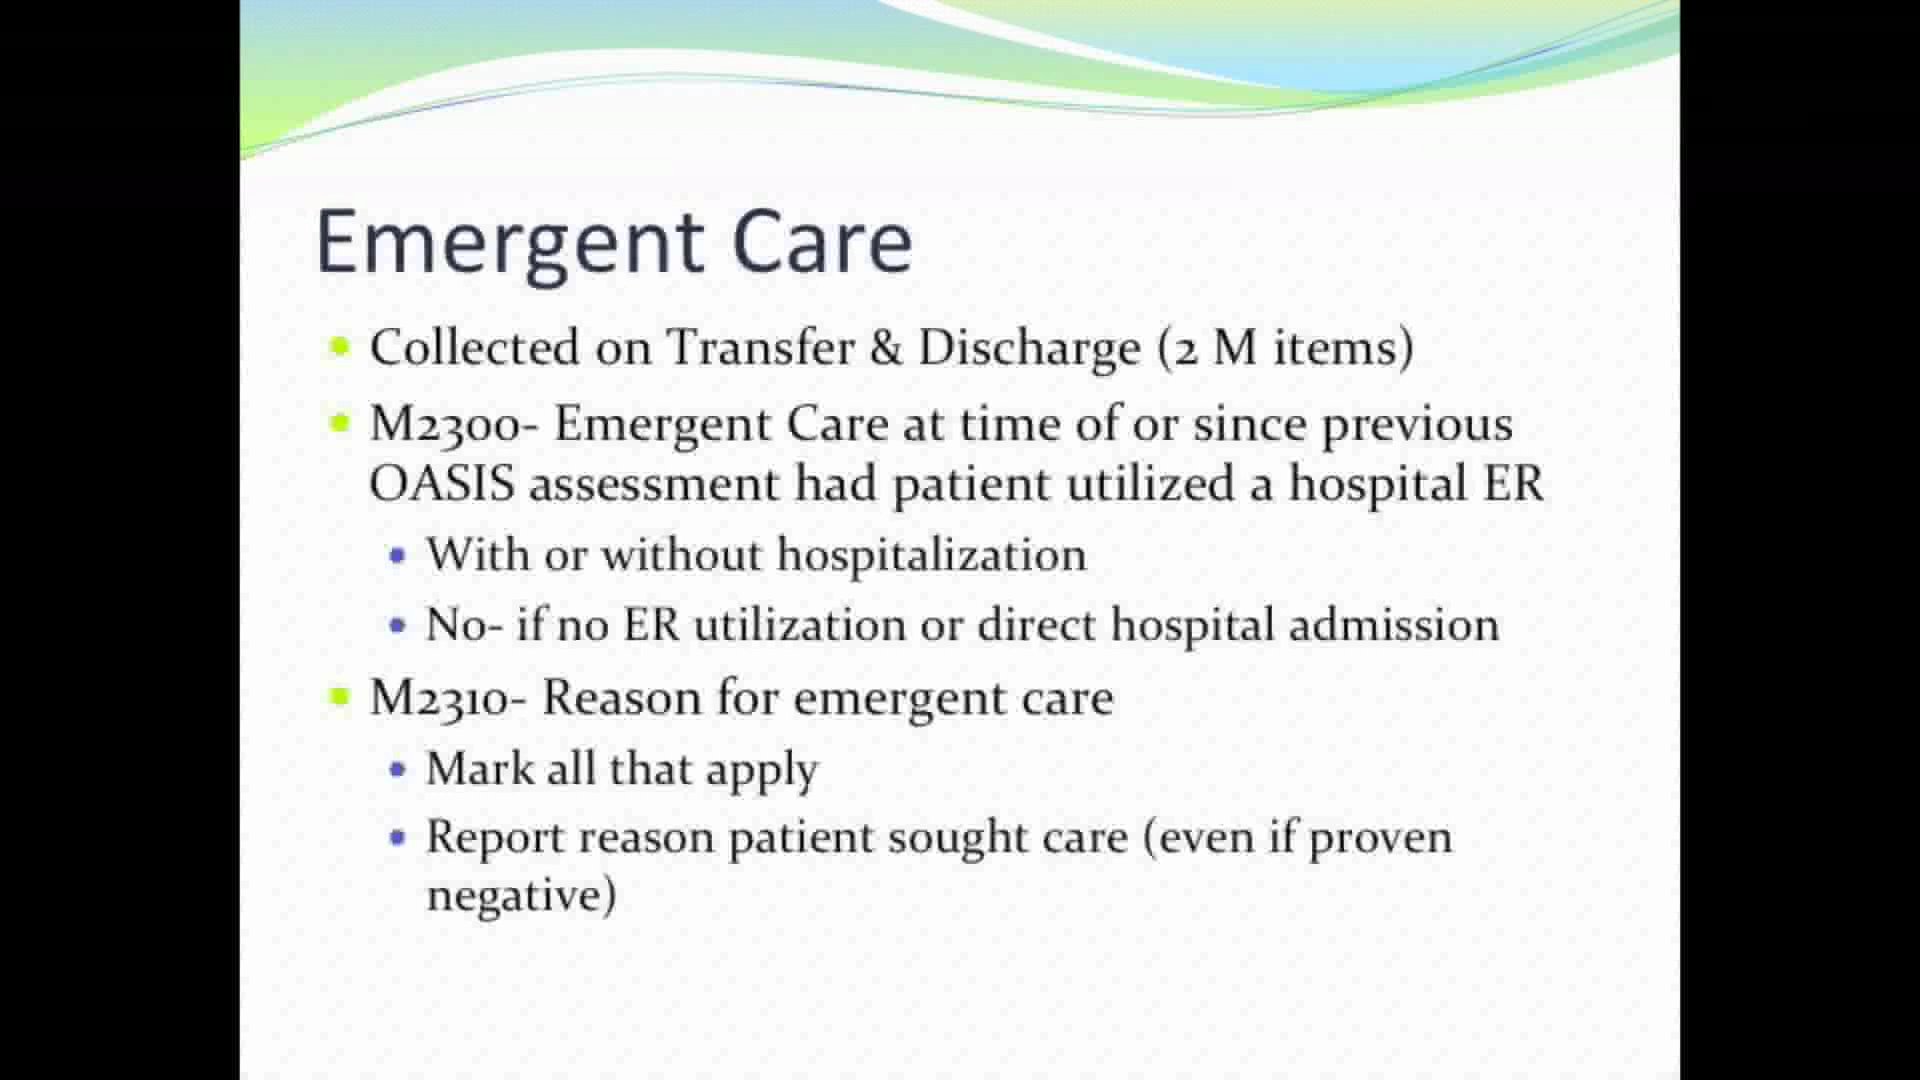 Emergent Care
Collected on Transfer & Discharge (2 M items)
M2300- Emergent Care at time of or since previous
OASIS assessment had patient utilized a hospital ER
With or without hospitalization
No- if no ER utilization or direct hospital admission
M2310- Reason for emergent care
Mark all that apply
Report reason patient sought care (even if proven
negative)